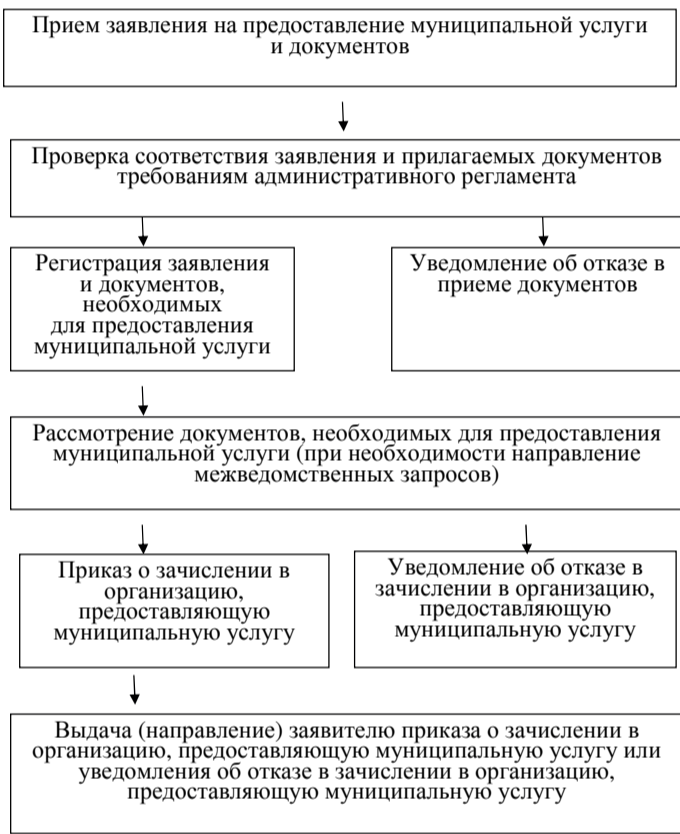 Прием заявления на предоставление муниципальной услуги
и документов
Проверка соответствия заявления и прилагаемых документов
требованиям административного регламента
Регистрация заявления
и документов,
необходимых
для предоставления
муниципальной услуги
Уведомление об отказе в
приеме документов
Рассмотрение документов, необходимых для предоставления
муниципальной услуги (при необходимости направление
межведомственных запросов)
Приказ о зачислении в
организацию,
предоставляющую
муниципальную услугу
Уведомление об отказе в
зачислении в организацию,
предоставляющую
муниципальную услугу
Выдача (направление) заявителю приказа о зачислении в
организацию, предоставляющую муниципальную услугу или
уведомления об отказе в зачислении в организацию,
предоставляющую муниципальную услугу